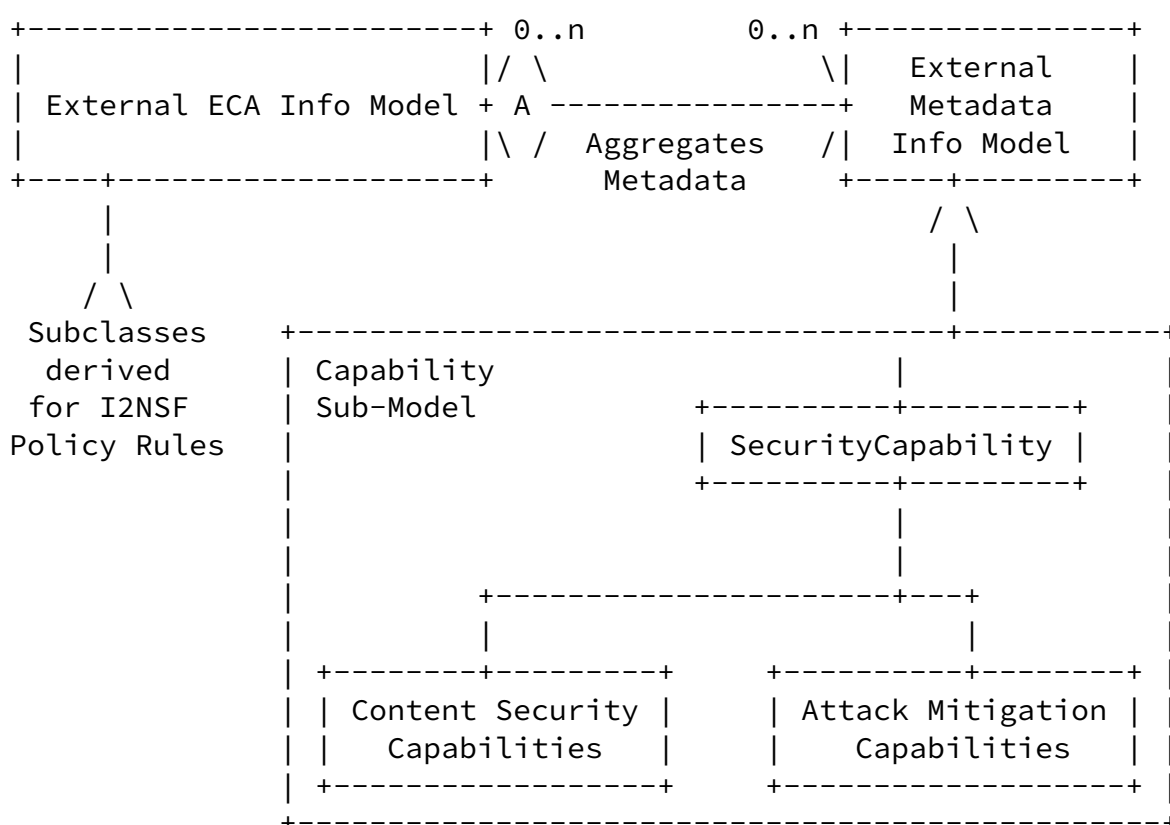 0..n 0..n
External
External ECA Info Model A Metadata
Aggregates Info Model
Metadata
Subclasses
derived Capability
for I2NSF Sub-Model
Policy Rules SecurityCapability
Content Security Attack Mitigation
Capabilities Capabilities